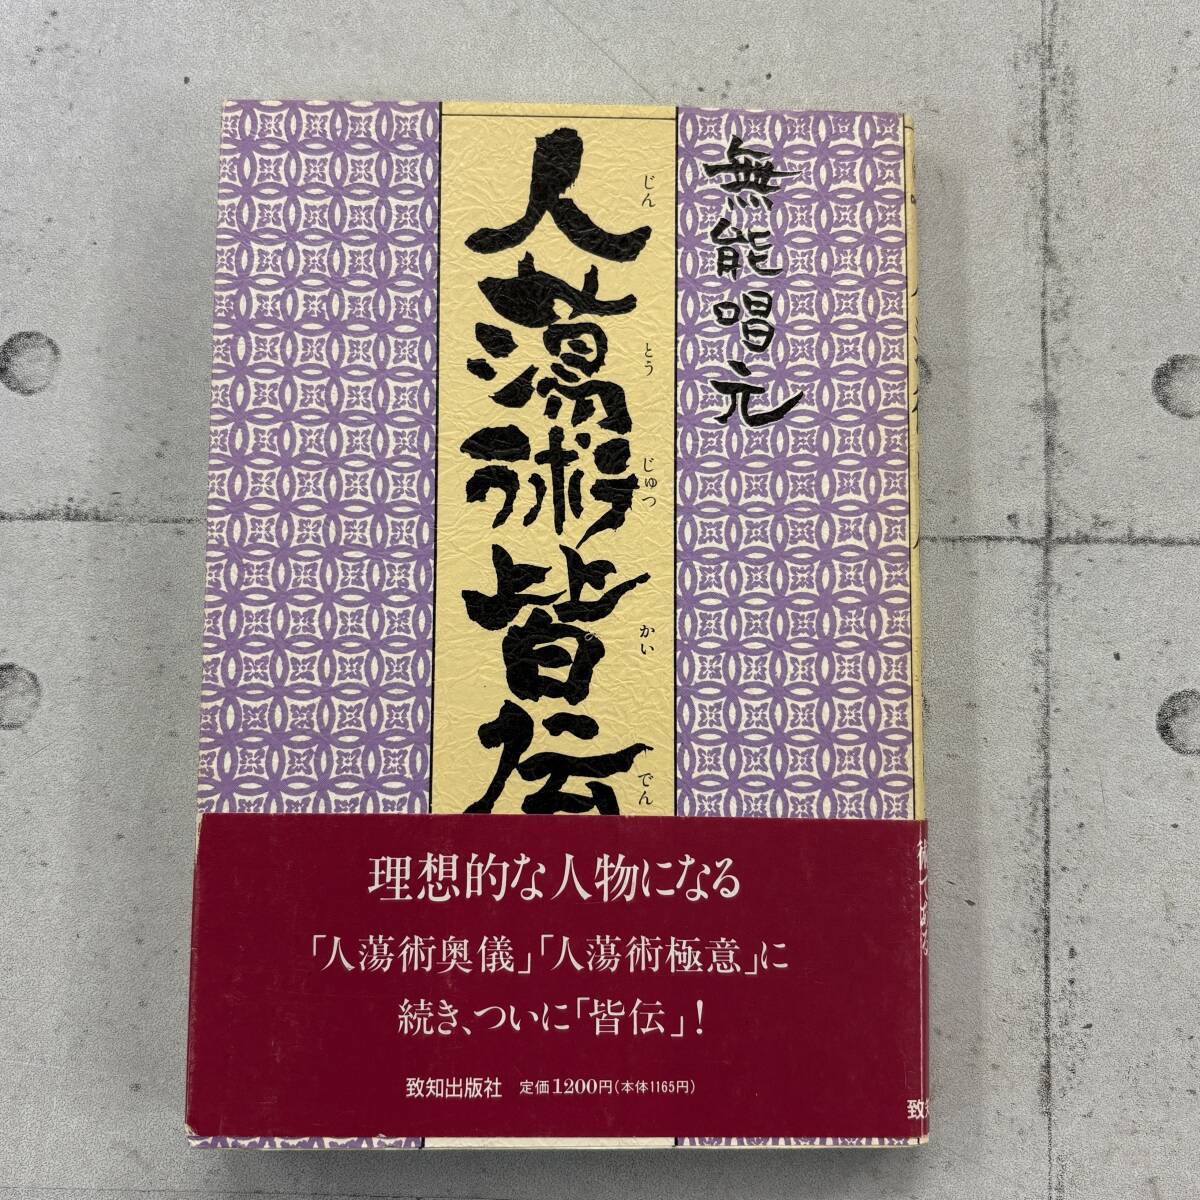 無能唱元
人蕩術皆伝
じん とう じゅつ かい でん
理想的な人物になる
「人蕩術奥儀」「人蕩術極意」に
続き、ついに「皆伝」!
致知出版社 定価1200円(本体1165円)